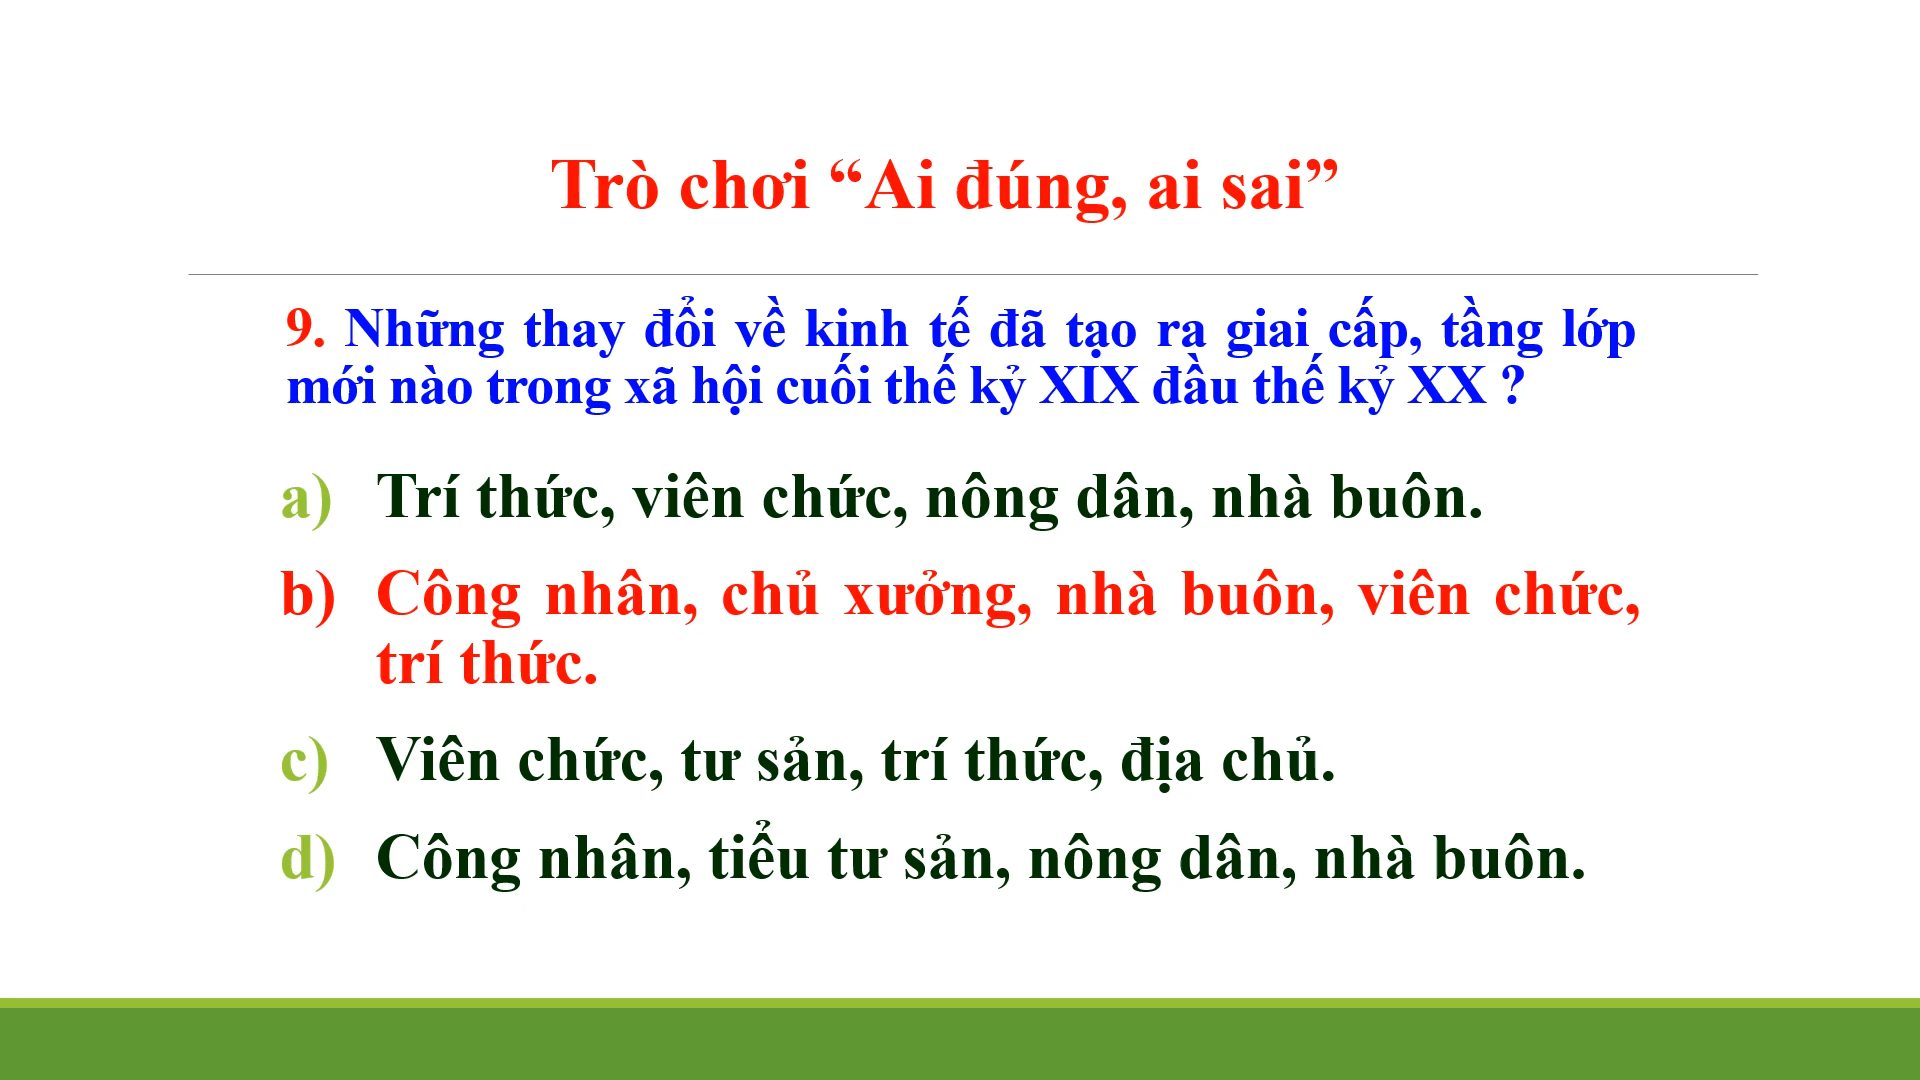 Trò chơi “Ai đúng, ai sai”
9. Những thay đổi về kinh tế đã tạo ra giai cấp, tầng lớp
mới nào trong xã hội cuối thế kỷ XIX đầu thế kỷ XX ?
a) Trí thức, viên chức, nông dân, nhà buôn.
b) Công nhân, chủ xưởng, nhà buôn, viên chức,
trí thức.
c) Viên chức, tư sản, trí thức, địa chủ.
d) Công nhân, tiểu tư sản, nông dân, nhà buôn.